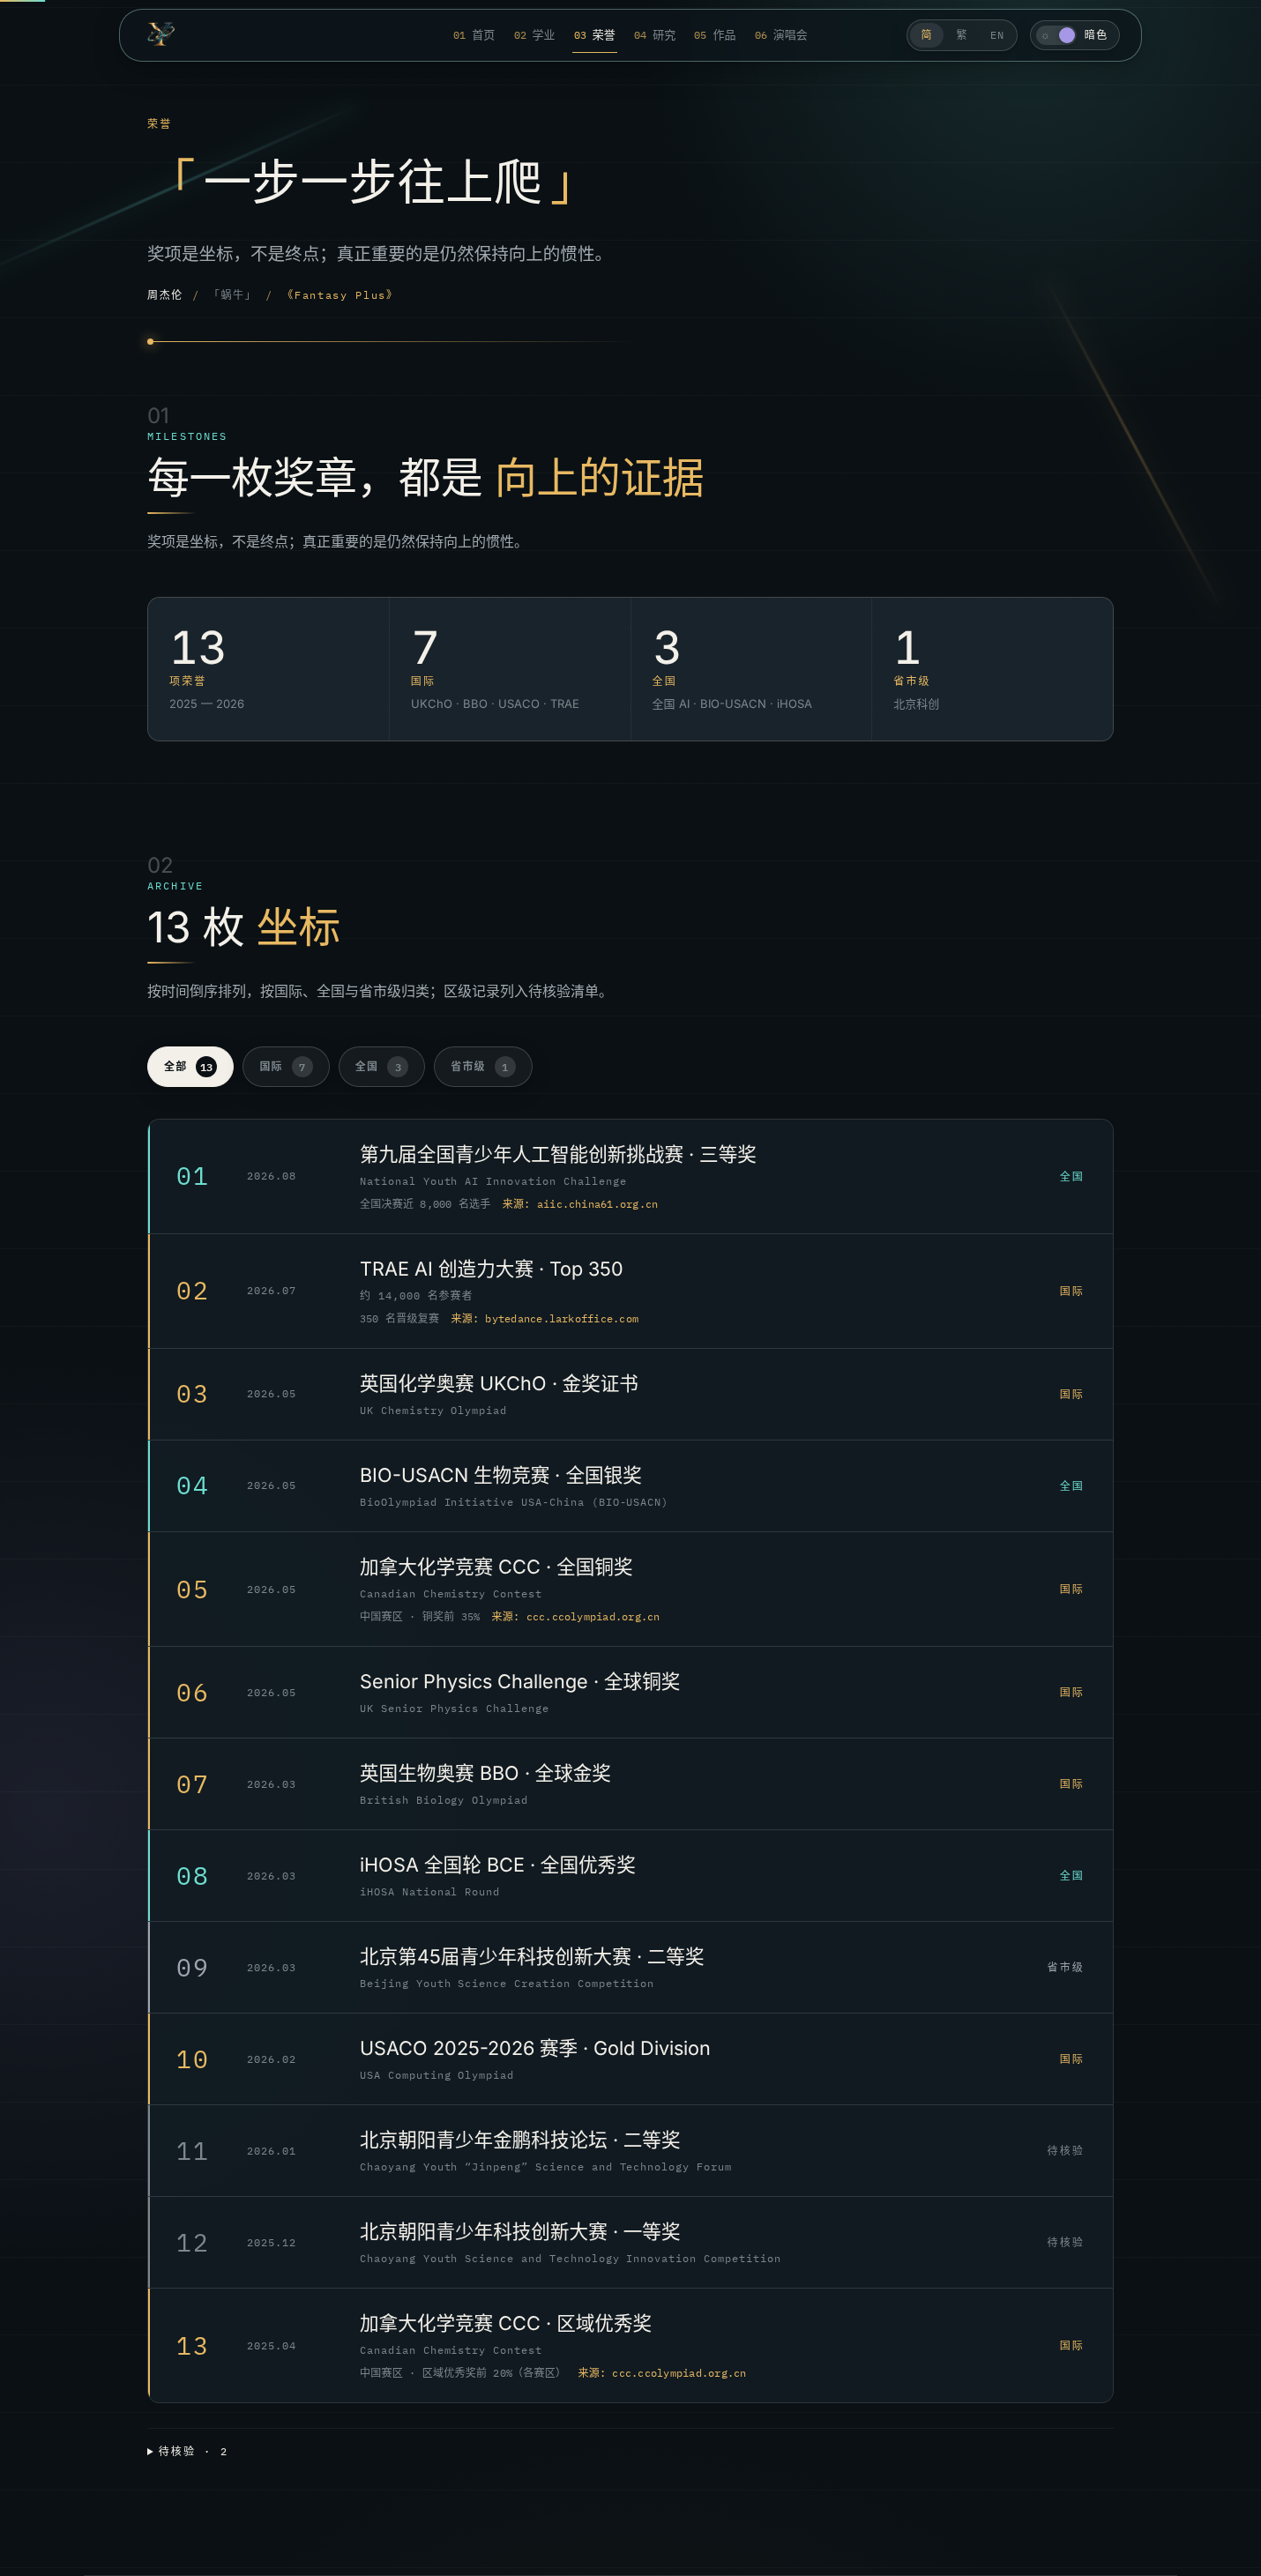 01 首页 02 学业 03 荣誉 04 研究 05 作品 06 演唱会 简 繁 EN 暗色
荣誉
「一步一步往上爬」
奖项是坐标，不是终点；真正重要的是仍然保持向上的惯性。
周杰伦 / 「蜗牛」 / 《Fantasy Plus》
01
MILESTONES
每一枚奖章，都是 向上的证据
奖项是坐标，不是终点；真正重要的是仍然保持向上的惯性。
13
项荣誉
2025 — 2026
7
国际
UKChO · BBO · USACO · TRAE
3
全国
全国 AI · BIO-USACN · iHOSA
1
省市级
北京科创
02
ARCHIVE
13 枚 坐标
按时间倒序排列，按国际、全国与省市级归类；区级记录列入待核验清单。
全部 13 国际 7 全国 3 省市级 1
01 2026.08 第九届全国青少年人工智能创新挑战赛 · 三等奖 全国
National Youth AI Innovation Challenge
全国决赛近 8,000 名选手 来源: aiic.china61.org.cn
02 2026.07 TRAE AI 创造力大赛 · Top 350 国际
约 14,000 名参赛者
350 名晋级复赛 来源: bytedance.larkoffice.com
03 2026.05 英国化学奥赛 UKChO · 金奖证书 国际
UK Chemistry Olympiad
04 2026.05 BIO-USACN 生物竞赛 · 全国银奖 全国
BioOlympiad Initiative USA-China (BIO-USACN)
05 2026.05 加拿大化学竞赛 CCC · 全国铜奖 国际
Canadian Chemistry Contest
中国赛区 · 铜奖前 35% 来源: ccc.ccolympiad.org.cn
06 2026.05 Senior Physics Challenge · 全球铜奖 国际
UK Senior Physics Challenge
07 2026.03 英国生物奥赛 BBO · 全球金奖 国际
British Biology Olympiad
08 2026.03 iHOSA 全国轮 BCE · 全国优秀奖 全国
iHOSA National Round
09 2026.03 北京第45届青少年科技创新大赛 · 二等奖 省市级
Beijing Youth Science Creation Competition
10 2026.02 USACO 2025-2026 赛季 · Gold Division 国际
USA Computing Olympiad
11 2026.01 北京朝阳青少年金鹏科技论坛 · 二等奖 待核验
Chaoyang Youth “Jinpeng” Science and Technology Forum
12 2025.12 北京朝阳青少年科技创新大赛 · 一等奖 待核验
Chaoyang Youth Science and Technology Innovation Competition
13 2025.04 加拿大化学竞赛 CCC · 区域优秀奖 国际
Canadian Chemistry Contest
中国赛区 · 区域优秀奖前 20%（各赛区） 来源: ccc.ccolympiad.org.cn
待核验 · 2